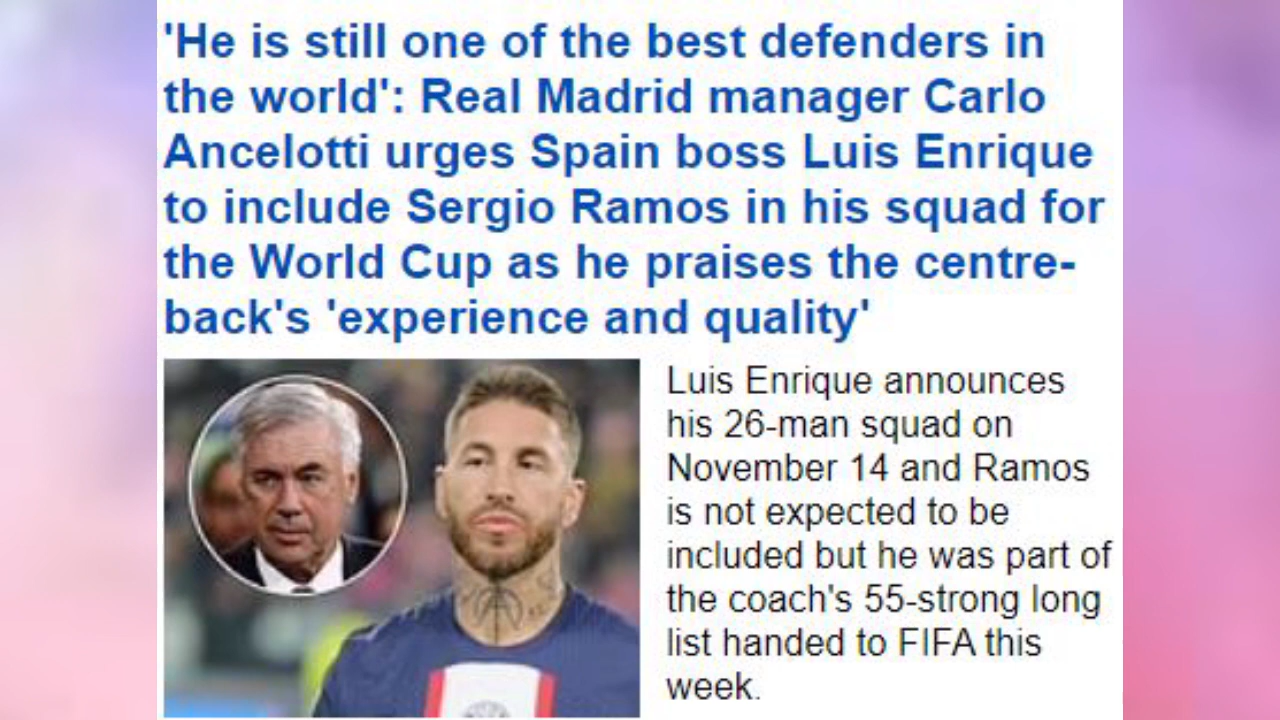 'He is still one of the best defenders in
the world': Real Madrid manager Carlo
Ancelotti urges Spain boss Luis Enrique
to include Sergio Ramos in his squad for
the World Cup as he praises the centre-
back's 'experience and quality'
Luis Enrique announces
his 26-man squad on
November 14 and Ramos
is not expected to be
included but he was part of
the coach's 55-strong long
list handed to FIFA this
week.